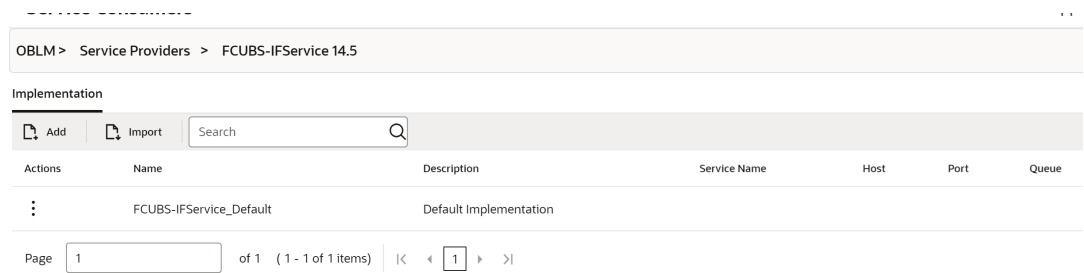 OBLM > Service Providers > FCUBS-IFService 14.5
Implementation
Add Import Search
Actions Name Description Service Name Host Port Queue
FCUBS-IFService_Default Default Implementation
Page 1 of 1 ( 1 - 1 of 1 items) 1